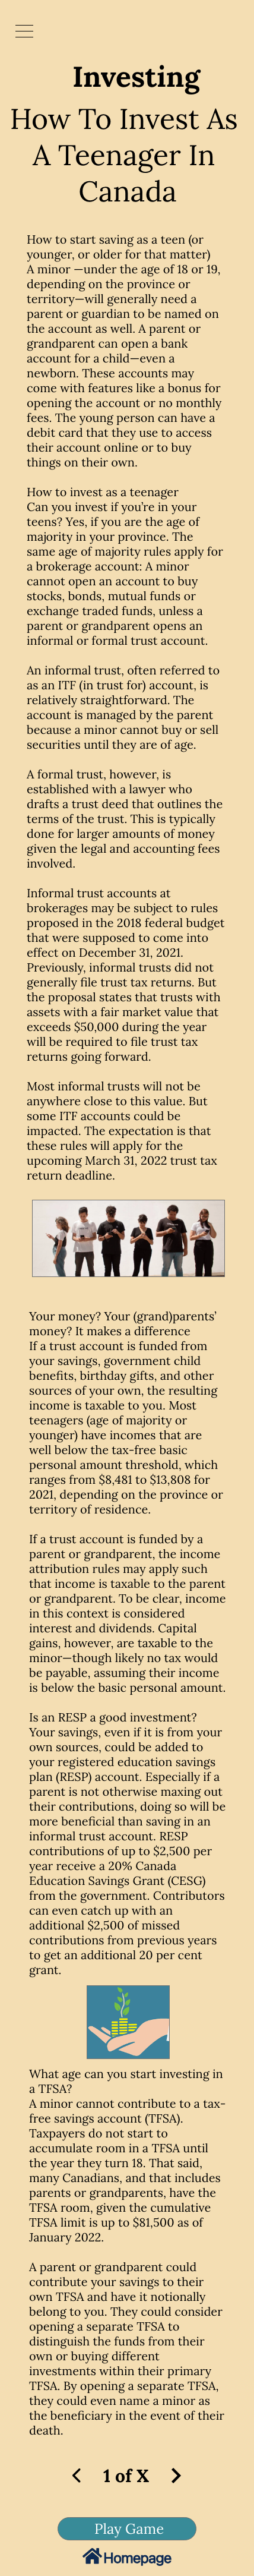 Investing
How To Invest As
A Teenager In
Canada
How to start saving as a teen (or
younger, or older for that matter)
A minor —under the age of 18 or 19,
depending on the province or
territory—will generally need a
parent or guardian to be named on
the account as well. A parent or
grandparent can open a bank
account for a child—even a
newborn. These accounts may
come with features like a bonus for
opening the account or no monthly
fees. The young person can have a
debit card that they use to access
their account online or to buy
things on their own.
How to invest as a teenager
Can you invest if you're in your
teens? Yes, if you are the age of
majority in your province. The
same age of majority rules apply for
a brokerage account: A minor
cannot open an account to buy
stocks, bonds, mutual funds or
exchange traded funds, unless a
parent or grandparent opens an
informal or formal trust account.
An informal trust, often referred to
as an ITF (in trust for) account, is
relatively straightforward. The
account is managed by the parent
because a minor cannot buy or sell
securities until they are of age.
A formal trust, however, is
established with a lawyer who
drafts a trust deed that outlines the
terms of the trust. This is typically
done for larger amounts of money
given the legal and accounting fees
involved.
Informal trust accounts at
brokerages may be subject to rules
proposed in the 2018 federal budget
that were supposed to come into
effect on December 31, 2021.
Previously, informal trusts did not
generally file trust tax returns. But
the proposal states that trusts with
assets with a fair market value that
exceeds $50,000 during the year
will be required to file trust tax
returns going forward.
Most informal trusts will not be
anywhere close to this value. But
some ITF accounts could be
impacted. The expectation is that
these rules will apply for the
upcoming March 31, 2022 trust tax
return deadline.
Your money? Your (grand)parents'
money? It makes a difference
If a trust account is funded from
your savings, government child
benefits, birthday gifts, and other
sources of your own, the resulting
income is taxable to you. Most
teenagers (age of majority or
younger) have incomes that are
well below the tax-free basic
personal amount threshold, which
ranges from $8,481 to $13,808 for
2021, depending on the province or
territory of residence.
If a trust account is funded by a
parent or grandparent, the income
attribution rules may apply such
that income is taxable to the parent
or grandparent. To be clear, income
in this context is considered
interest and dividends. Capital
gains, however, are taxable to the
minor—though likely no tax would
be payable, assuming their income
is below the basic personal amount.
Is an RESP a good investment?
Your savings, even if it is from your
own sources, could be added to
your registered education savings
plan (RESP) account. Especially if a
parent is not otherwise maxing out
their contributions, doing so will be
more beneficial than saving in an
informal trust account. RESP
contributions of up to $2,500 per
year receive a 20% Canada
Education Savings Grant (CESG)
from the government. Contributors
can even catch up with an
additional $2,500 of missed
contributions from previous years
to get an additional 20 per cent
grant.
What age can you start investing in
a TFSA?
A minor cannot contribute to a tax-
free savings account (TFSA).
Taxpayers do not start to
accumulate room in a TFSA until
the year they turn 18. That said,
many Canadians, and that includes
parents or grandparents, have the
TFSA room, given the cumulative
TFSA limit is up to $81,500 as of
January 2022.
A parent or grandparent could
contribute your savings to their
own TFSA and have it notionally
belong to you. They could consider
opening a separate TFSA to
distinguish the funds from their
own or buying different
investments within their primary
TFSA. By opening a separate TFSA,
they could even name a minor as
the beneficiary in the event of their
death.
1 of X
Play Game
Homepage